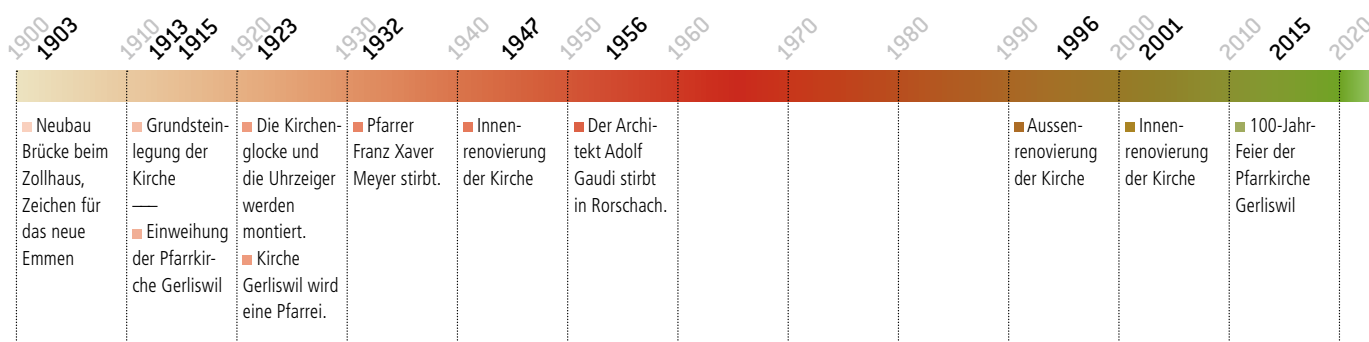 1900 1903 1910 1913 1915 1920 1923 1930 1932 1940 1947 1950 1956 1960 1970 1980 1990 1996 2000 2001 2010 2015 2020
Neubau
Brücke beim
Zollhaus,
Zeichen für
das neue
Emmen
Grundstein-
legung der
Kirche
—
Einweihung
der Pfarrkir-
che Gerliswil
Die Kirchen-
glocke und
die Uhrzeiger
werden
montiert.
Kirche
Gerliswil wird
eine Pfarrei.
Pfarrer
Franz Xaver
Meyer stirbt.
Innen-
renovierung
der Kirche
Der Archi-
tekt Adolf
Gaudi stirbt
in Rorschach.
Aussen-
renovierung
der Kirche
Innen-
renovierung
der Kirche
100-Jahr-
Feier der
Pfarrkirche
Gerliswil